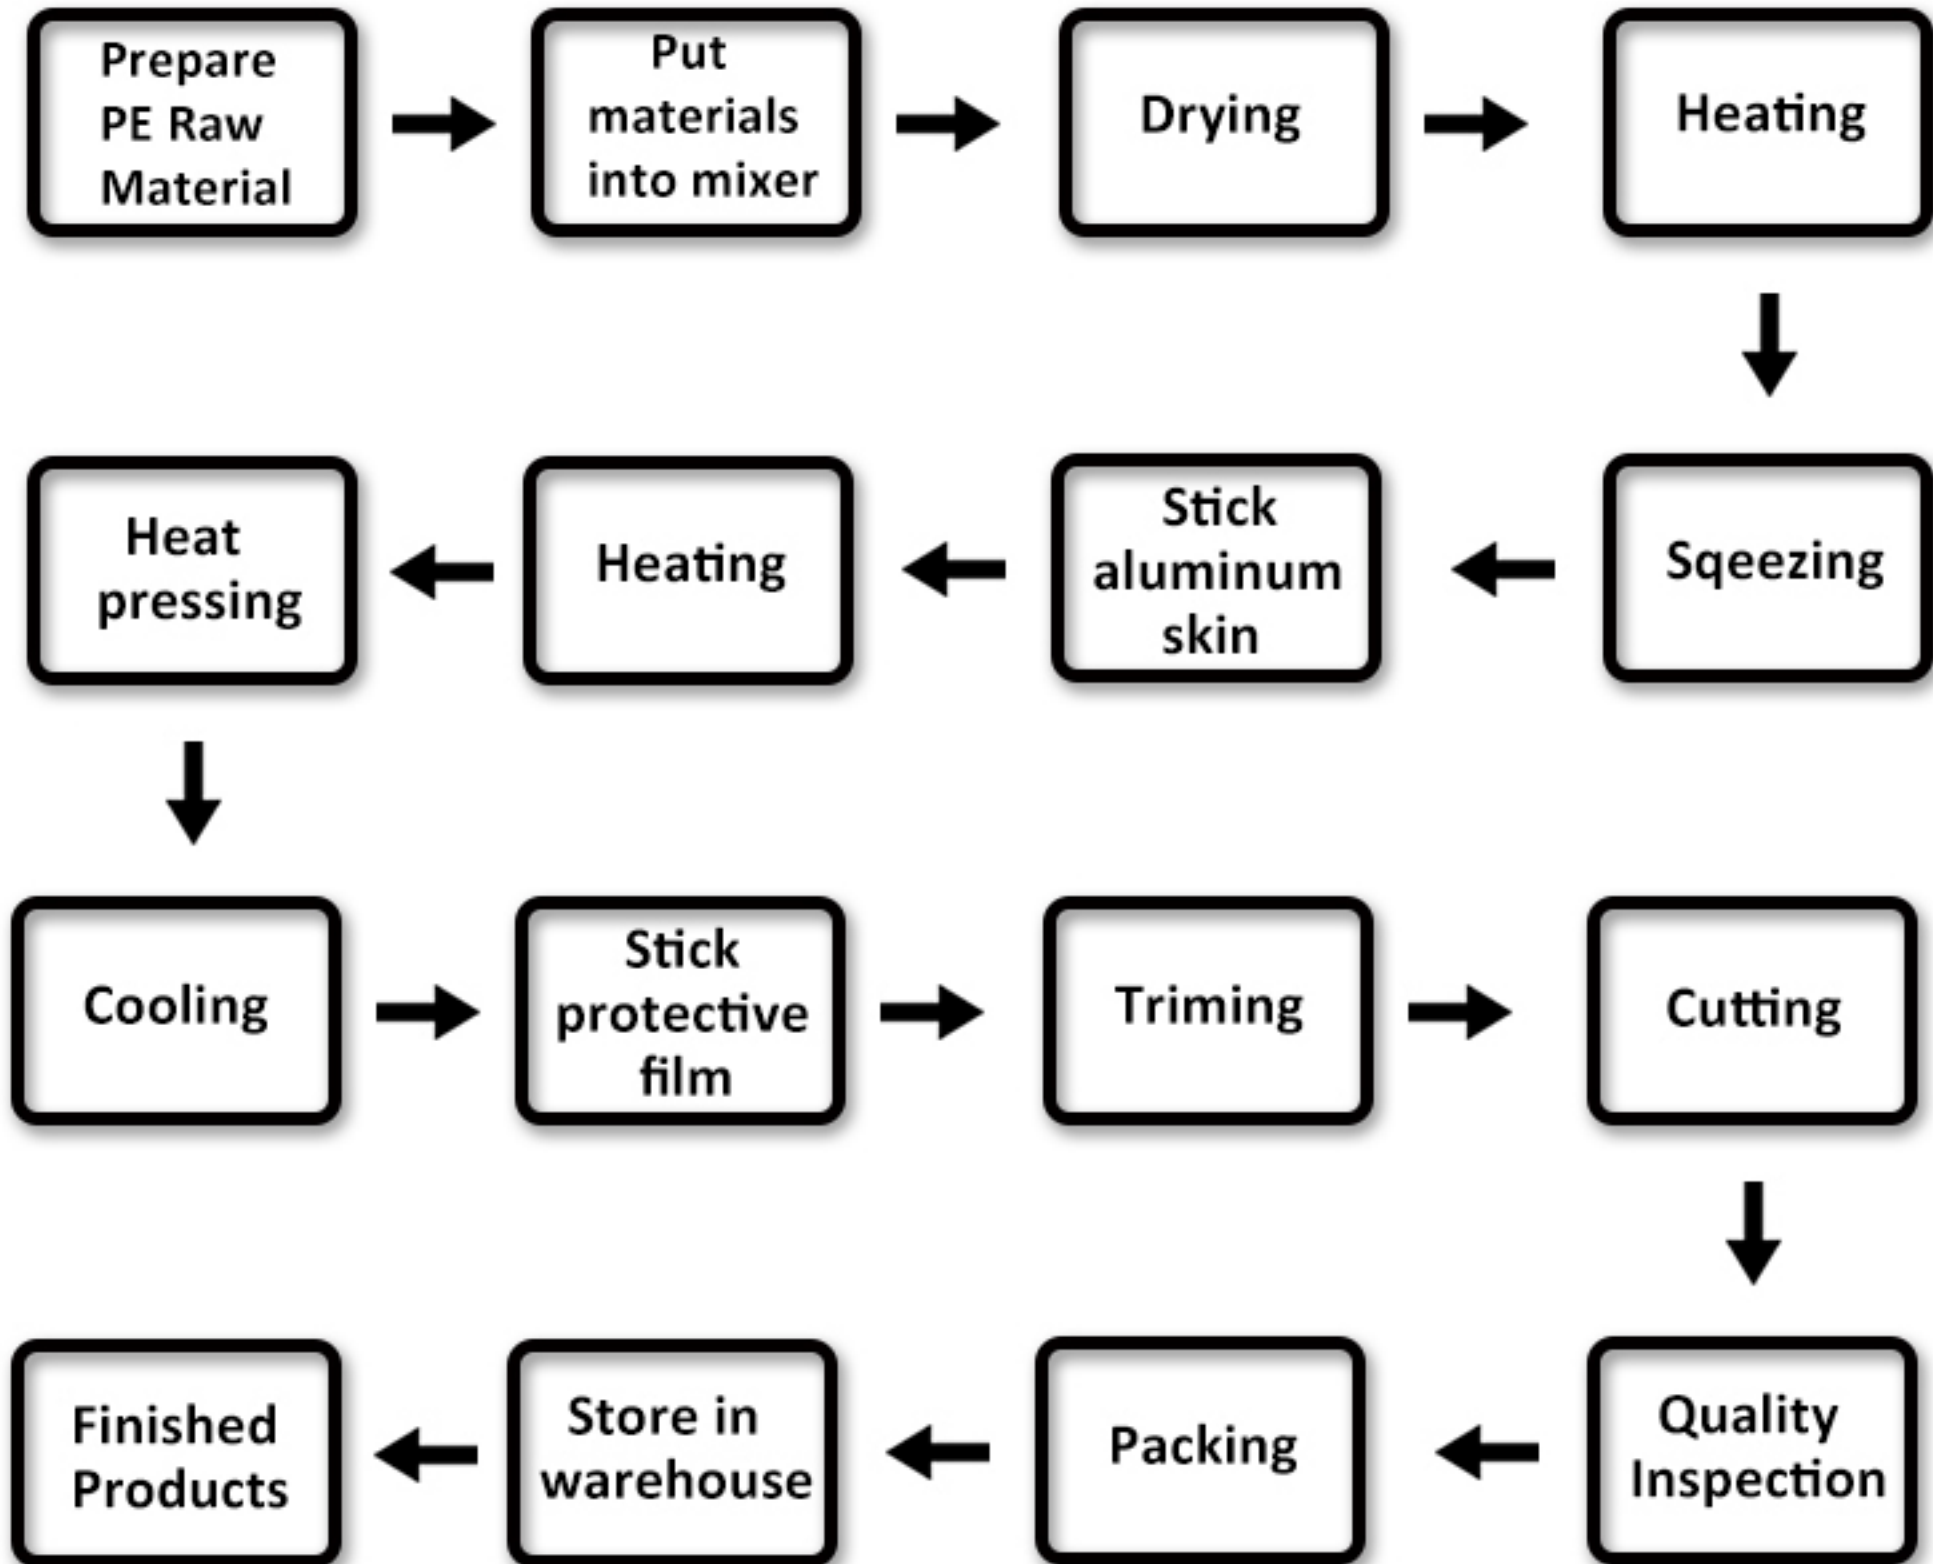 Prepare
PE Raw
Material
Put
materials
into mixer
Drying
Heating
Sqeezing
Stick
aluminum
skin
Heating
Heat
pressing
Cooling
Stick
protective
film
Triming
Cutting
Quality
Inspection
Packing
Store in
warehouse
Finished
Products